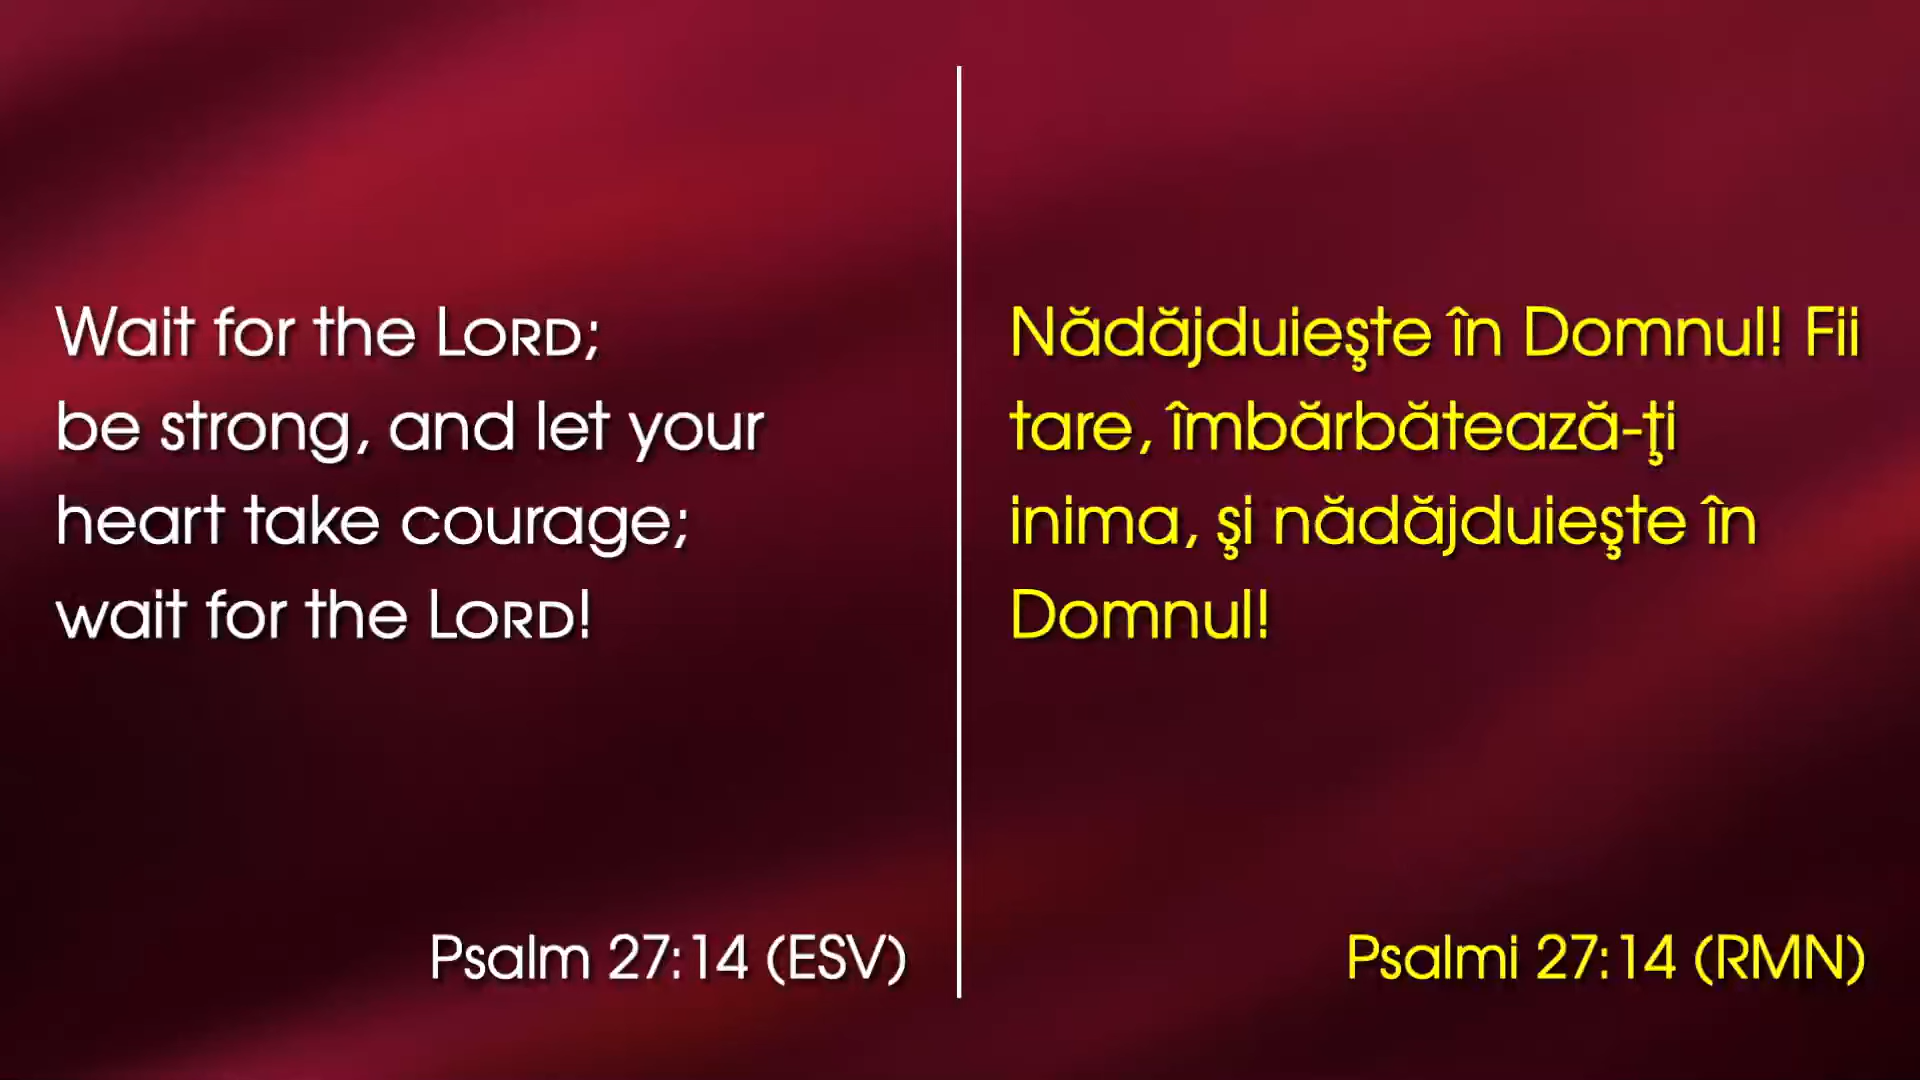 Wait for the LORD;
be strong, and let your
heart take courage;
wait for the LORD!
Psalm 27:14 (ESV)
Nădăjduieşte în Domnul! Fii
tare, îmbărbătează-ţi
inima, şi nădăjduieşte în
Domnul!
Psalmi 27:14 (RMN)